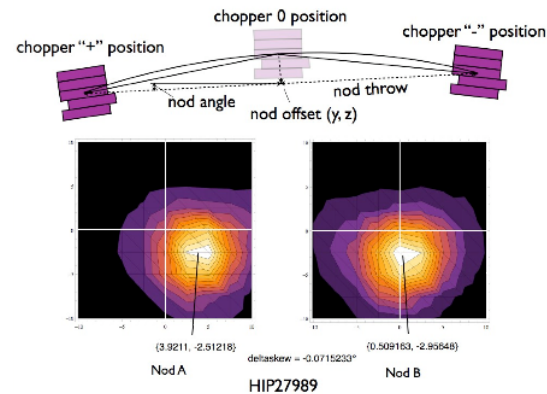 chopper 0 position
chopper “+” position
chopper “-” position
nod angle
nod throw
nod offset (y, z)
{3.9211, -2.51218}
{0.509163, -2.95648}
deltaskew = -0.0715233°
Nod A
Nod B
HIP27989